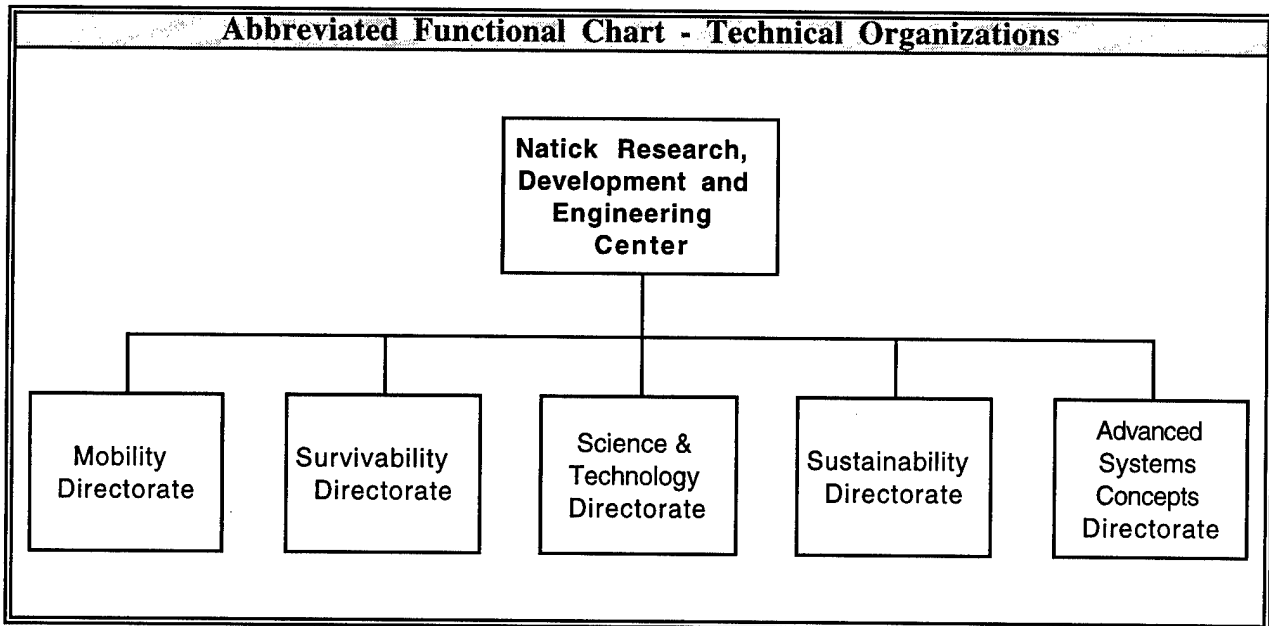 Abbreviated Functional Chart - Technical Organizations
Natick Research,
Development and
Engineering
Center
Mobility
Directorate
Survivability
Directorate
Science &
Technology
Directorate
Sustainability
Directorate
Advanced
Systems
Concepts
Directorate